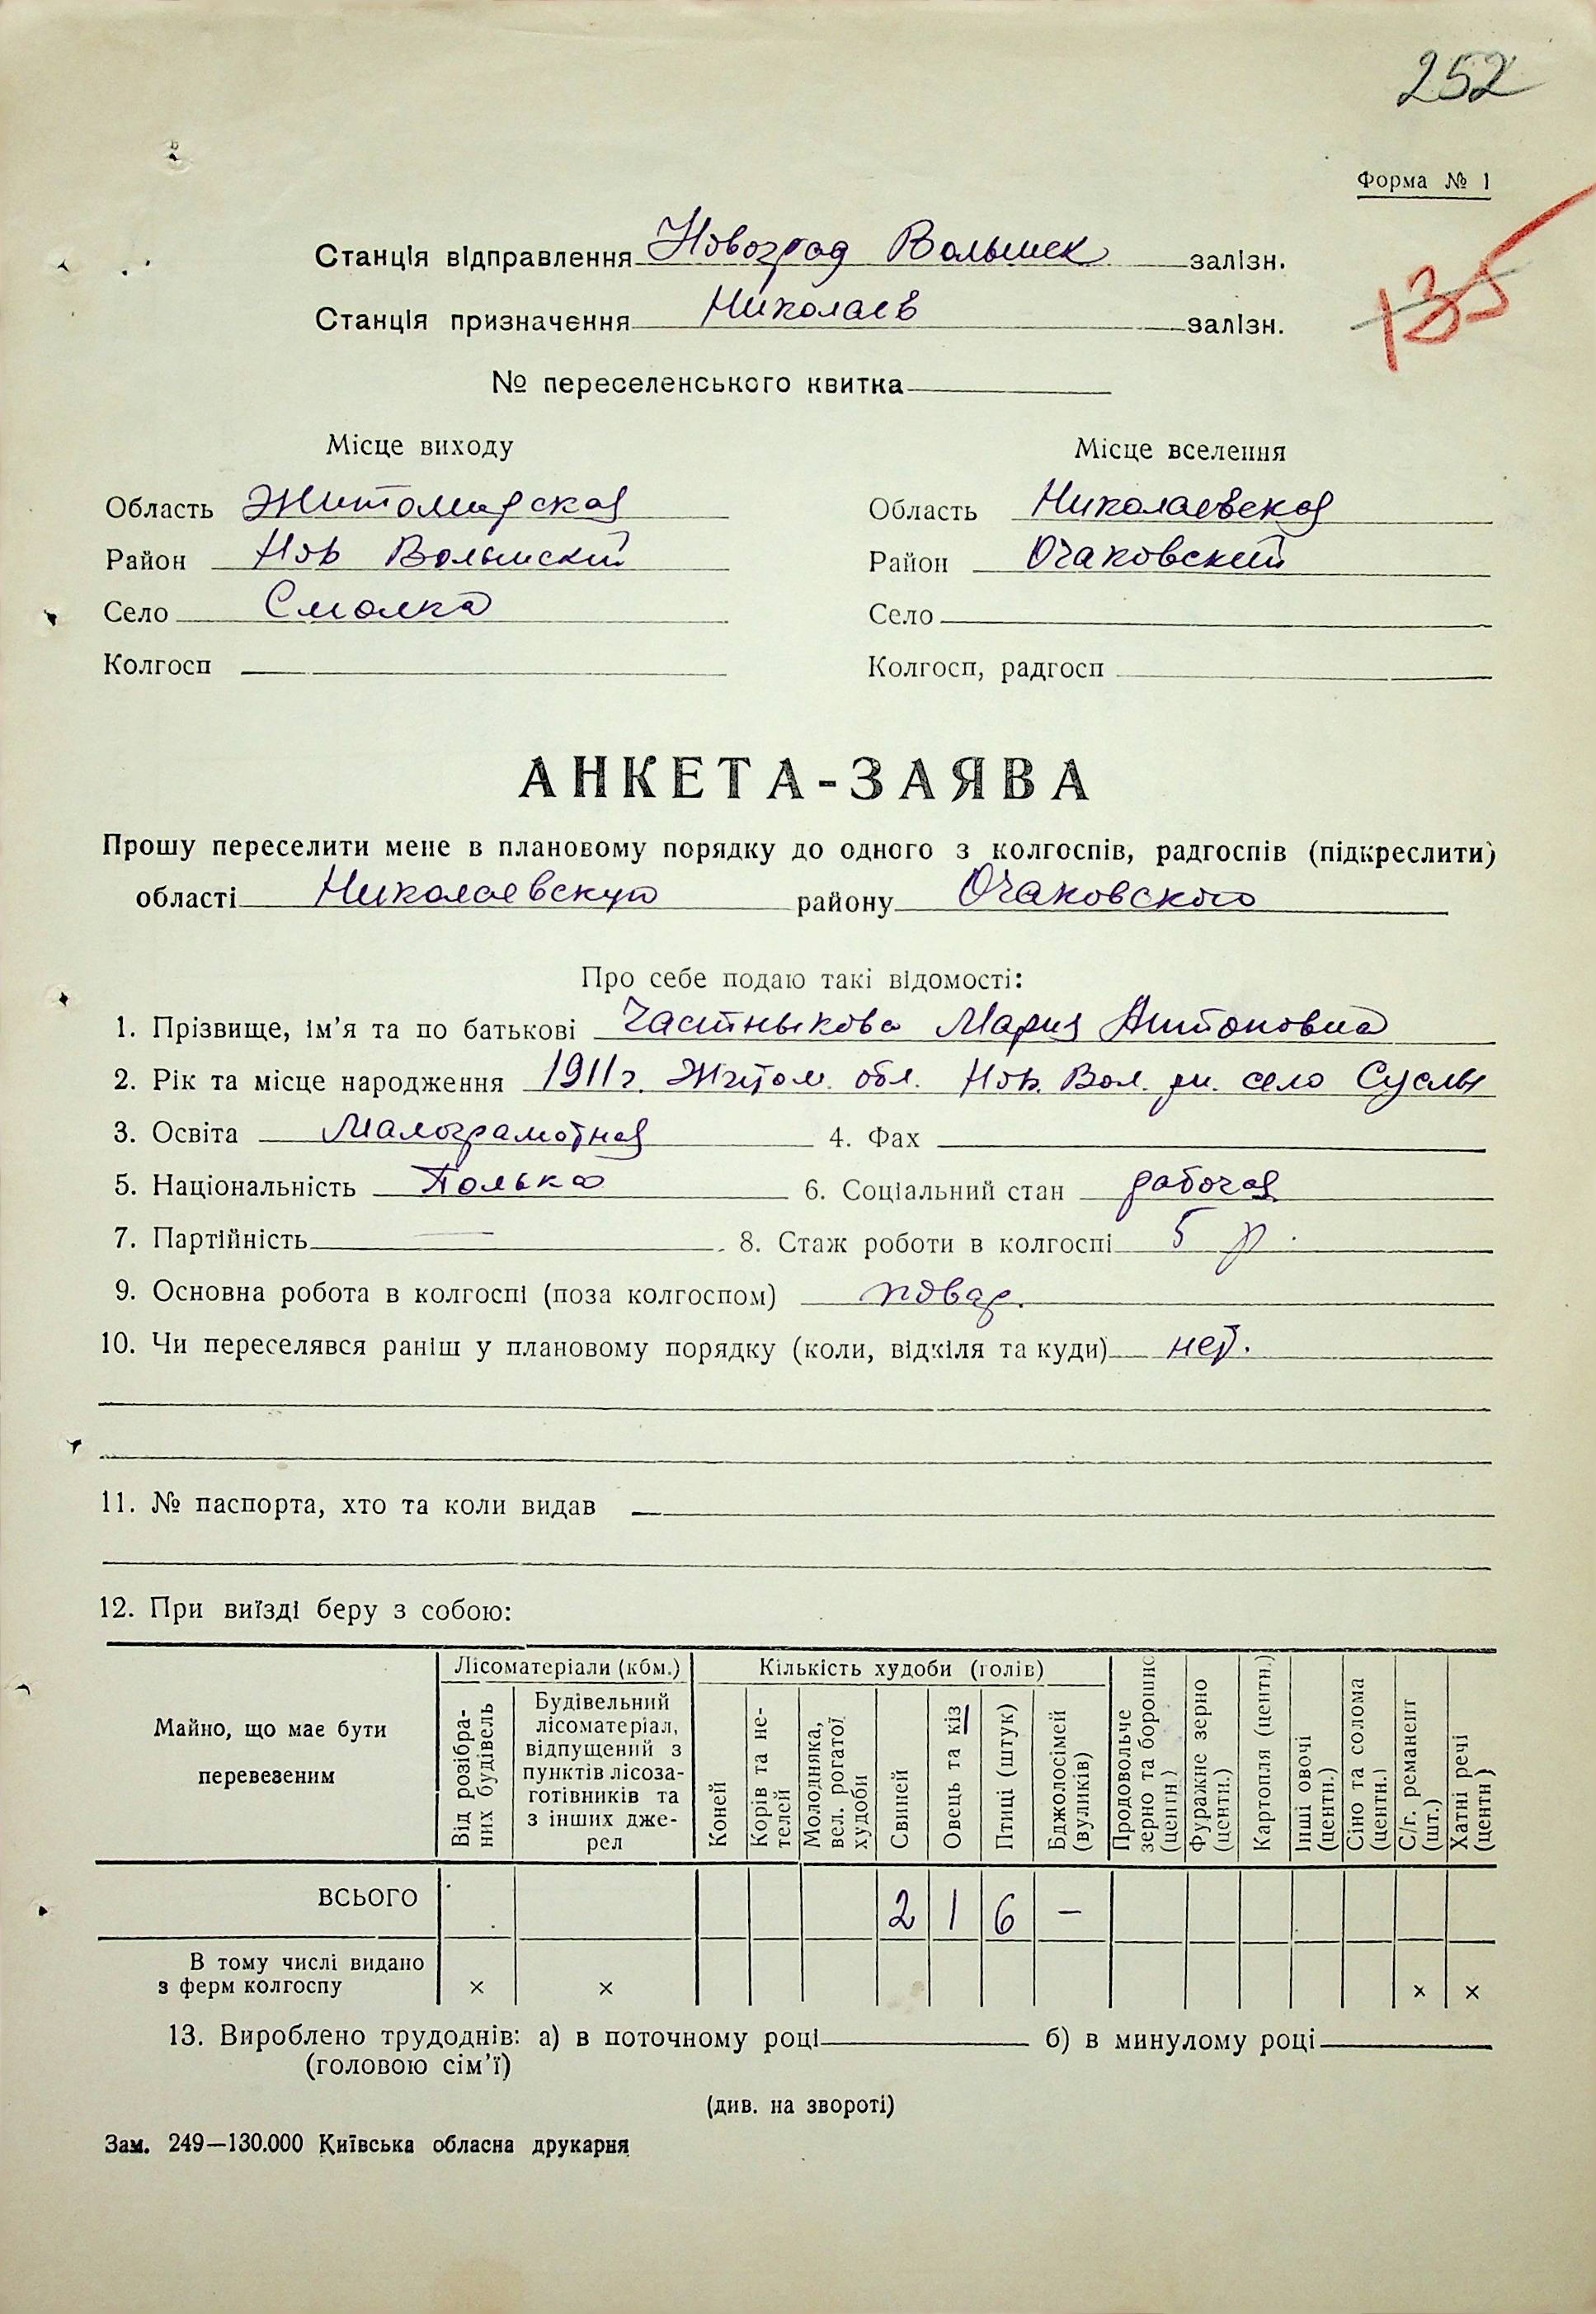 252
Форма № 1
135
Станція відправлення Новоград Волынск залізн.
Станція призначення Николаев залізн.
№ переселенського квитка
Місце виходу
Місце вселення
Область Житомирская
Область Николаевская
Район Нов Волынский
Район Очаковский
Село Смолка
Село
Колгосп
Колгосп, радгосп
АНКЕТА-ЗАЯВА
Прошу переселити мене в плановому порядку до одного з колгоспів, радгоспів (підкреслити)
області Николаевскую району Очаковского
Про себе подаю такі відомості:
1. Прізвище, ім’я та по батькові Частныкова Мария Антоновна
2. Рік та місце народження 1911 г. Житом. обл. Нов. Вол. рн. село Суслы
3. Освіта Малограмотная 4. Фах
5. Національність Полька 6. Соціальний стан рабочая
7. Партійність — 8. Стаж роботи в колгоспі 5 р.
9. Основна робота в колгоспі (поза колгоспом) повар.
10. Чи переселявся раніш у плановому порядку (коли, відкіля та куди) нет.
11. № паспорта, хто та коли видав
12. При виїзді беру з собою:
Майно, що має бути перевезеним
Лісоматеріали (кбм.)
Від розібраних будівель
Будівельний лісоматеріал, відпущений з пунктів лісозаготівників та з інших джерел
Кількість худоби (голів)
Коней
Корів та нетелей
Молодняка, вел. рогатої худоби
Свиней
Овець та кіз
Птиці (штук)
Бджолосімей (вуликів)
Продовольче зерно та борошно (центн.)
Фуражне зерно (центн.)
Картопля (центн.)
Інші овочі (центн.)
Сіно та солома (центн.)
С/г. реманент (шт.)
Хатні речі (центн)
ВСЬОГО 2 1 6 —
В тому числі видано з ферм колгоспу × × × ×
13. Вироблено трудоднів: а) в поточному році б) в минулому році
(головою сім’ї)
(див. на звороті)
Зам. 249—130.000 Київська обласна друкарня